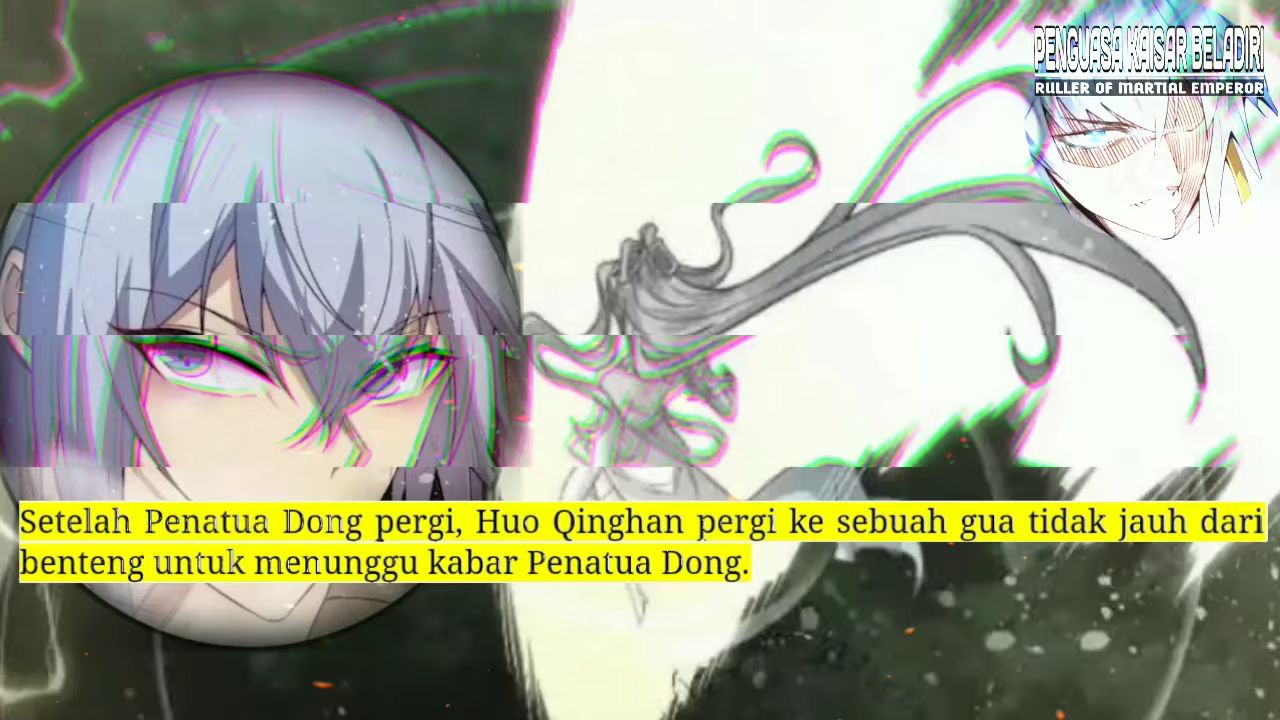 PENGUASA KAISAR BELADIRI
RULLER OF MARTIAL EMPEROR
Setelah Penatua Dong pergi, Huo Qinghan pergi ke sebuah gua tidak jauh dari
benteng untuk menunggu kabar Penatua Dong.